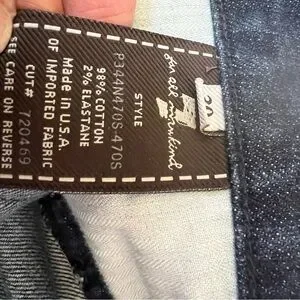 for all mankind
STYLE
P344N470S-470S
98% COTTON
2% ELASTANE
Made in U.S.A.
OF IMPORTED FABRIC
CUT# 720469
SEE CARE ON REVERSE